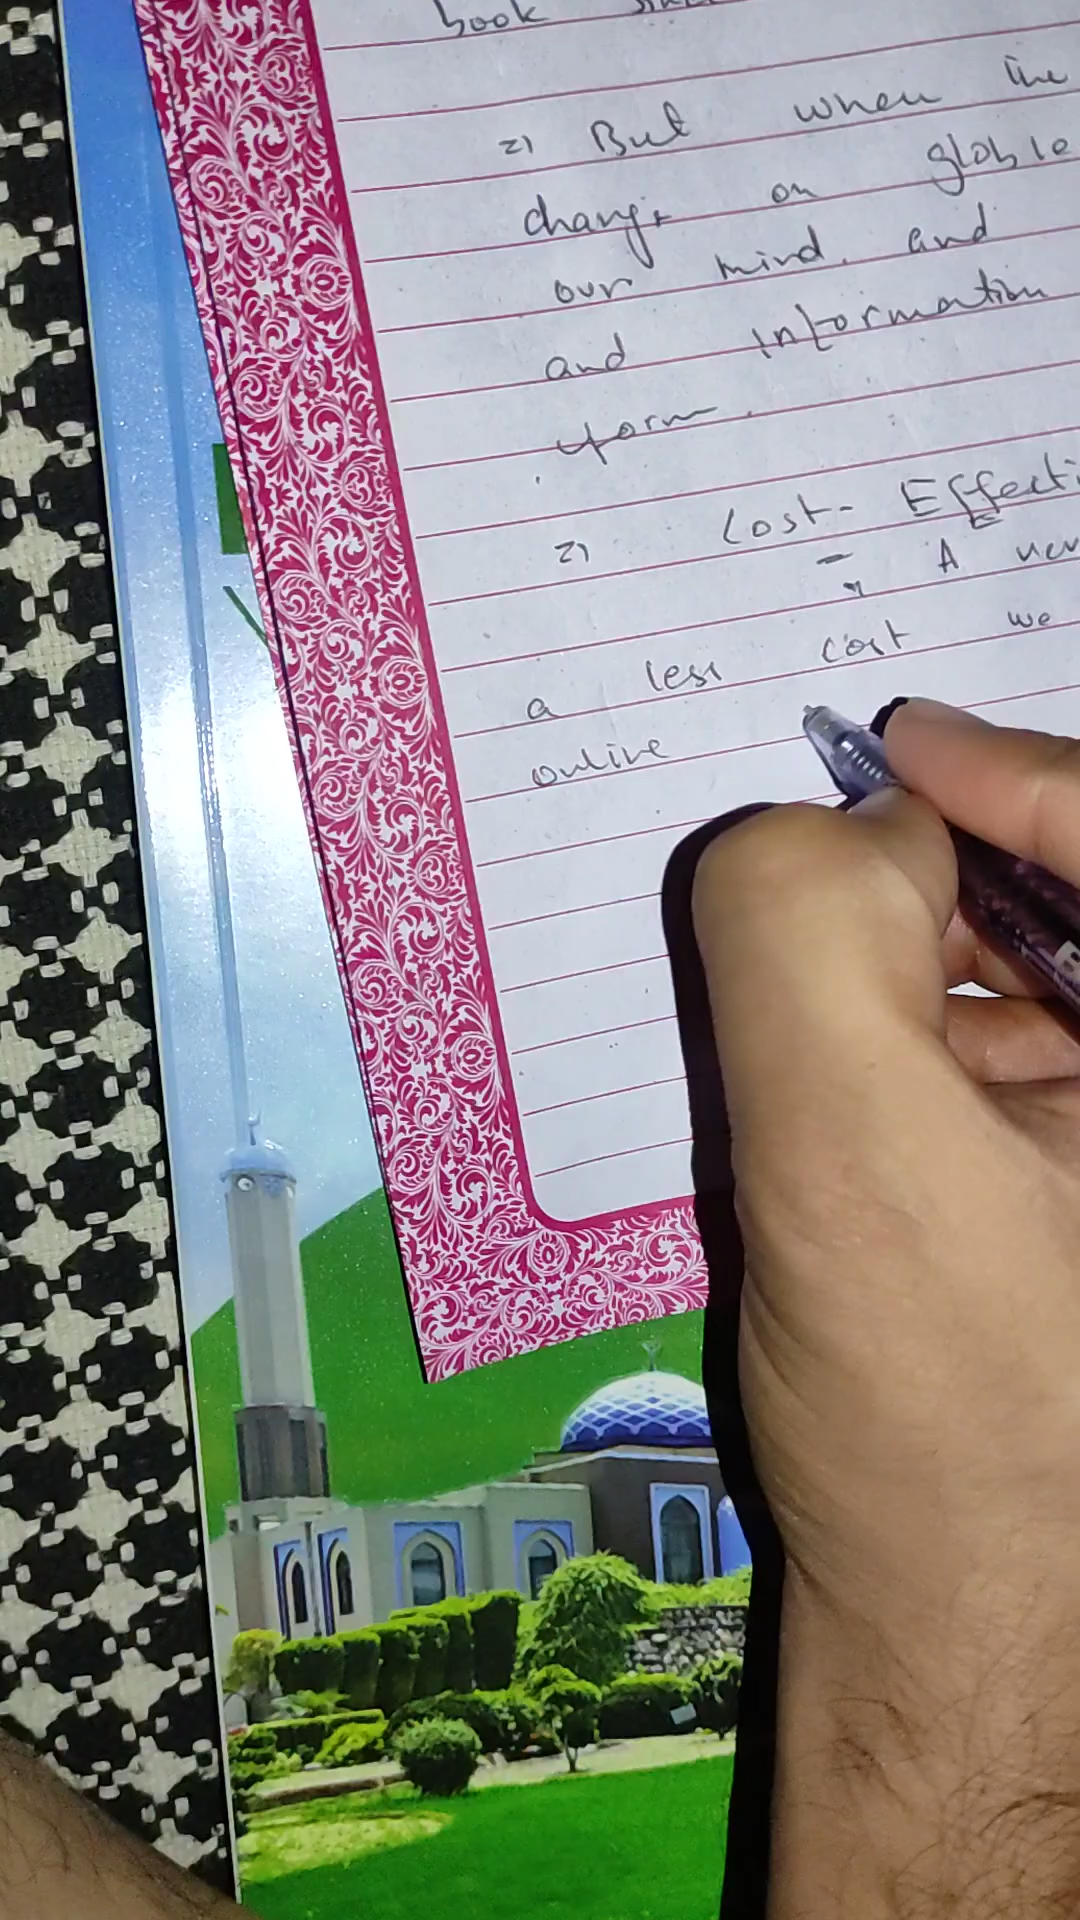 book
2) But when the
change on globle
our mind. and
and information
form.
2) Cost- Effecti
:- A ver
a less cost we
online
B